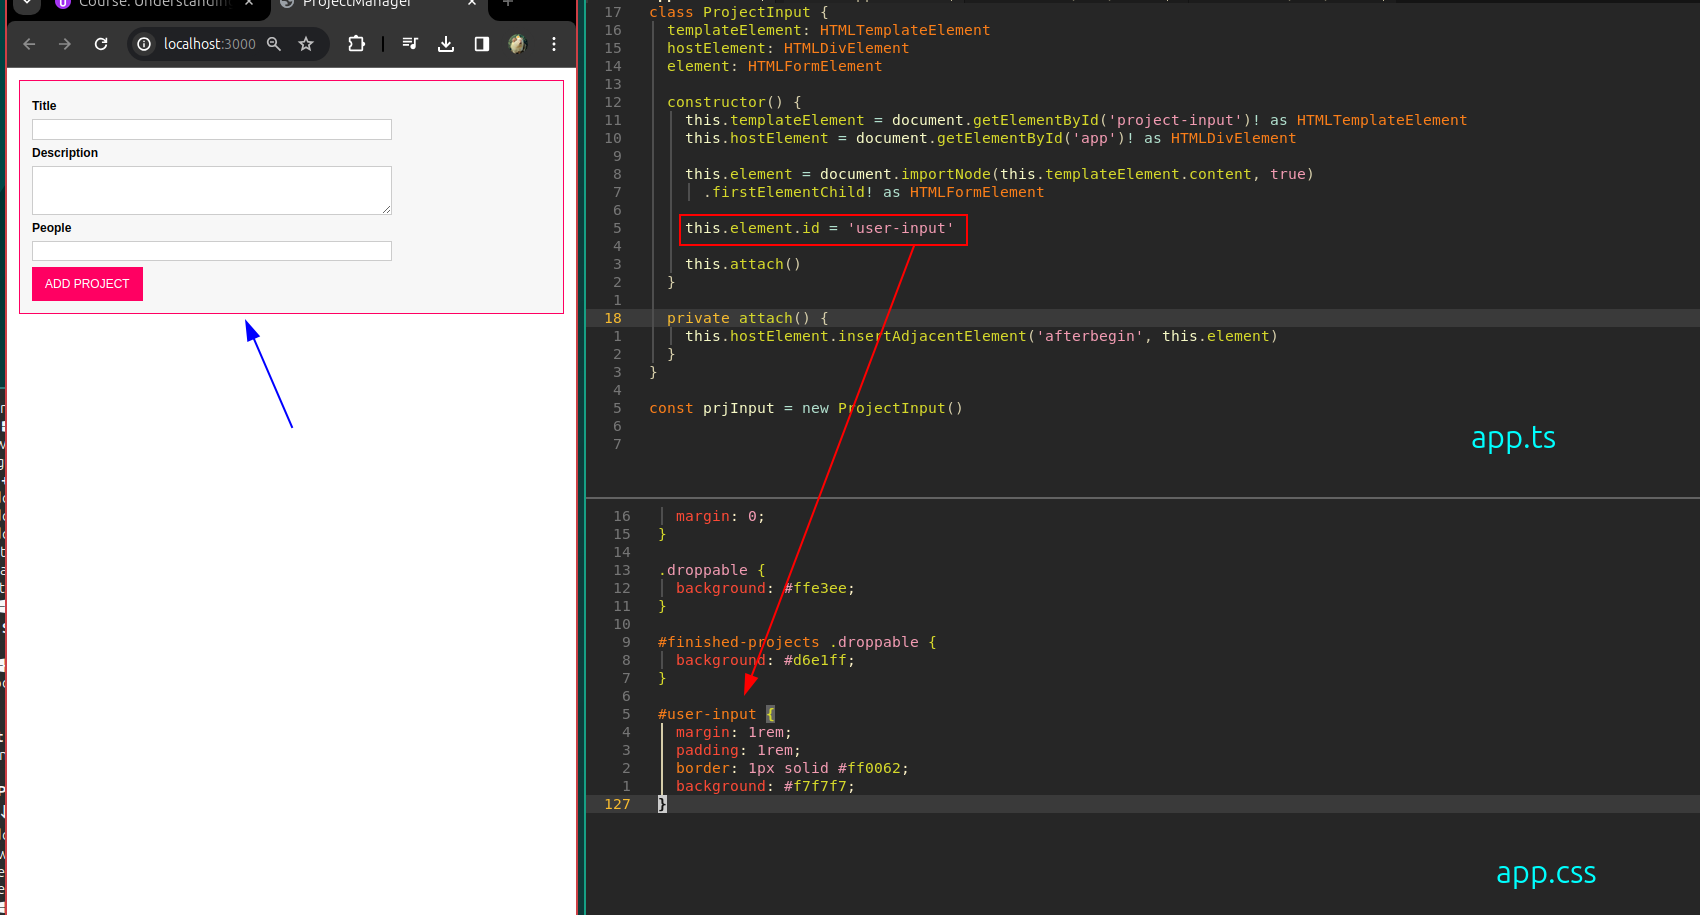 Course: Understanding
ProjectManager
localhost:3000
Title
Description
People
ADD PROJECT
17 class ProjectInput {
16 templateElement: HTMLTemplateElement
15 hostElement: HTMLDivElement
14 element: HTMLFormElement
13
12 constructor() {
11 this.templateElement = document.getElementById('project-input')! as HTMLTemplateElement
10 this.hostElement = document.getElementById('app')! as HTMLDivElement
9
8 this.element = document.importNode(this.templateElement.content, true)
7 .firstElementChild! as HTMLFormElement
6
5 this.element.id = 'user-input'
4
3 this.attach()
2 }
1
18 private attach() {
1 this.hostElement.insertAdjacentElement('afterbegin', this.element)
2 }
3 }
4
5 const prjInput = new ProjectInput()
6
7
app.ts
16 margin: 0;
15 }
14
13 .droppable {
12 background: #ffe3ee;
11 }
10
9 #finished-projects .droppable {
8 background: #d6e1ff;
7 }
6
5 #user-input {
4 margin: 1rem;
3 padding: 1rem;
2 border: 1px solid #ff0062;
1 background: #f7f7f7;
127 }
app.css